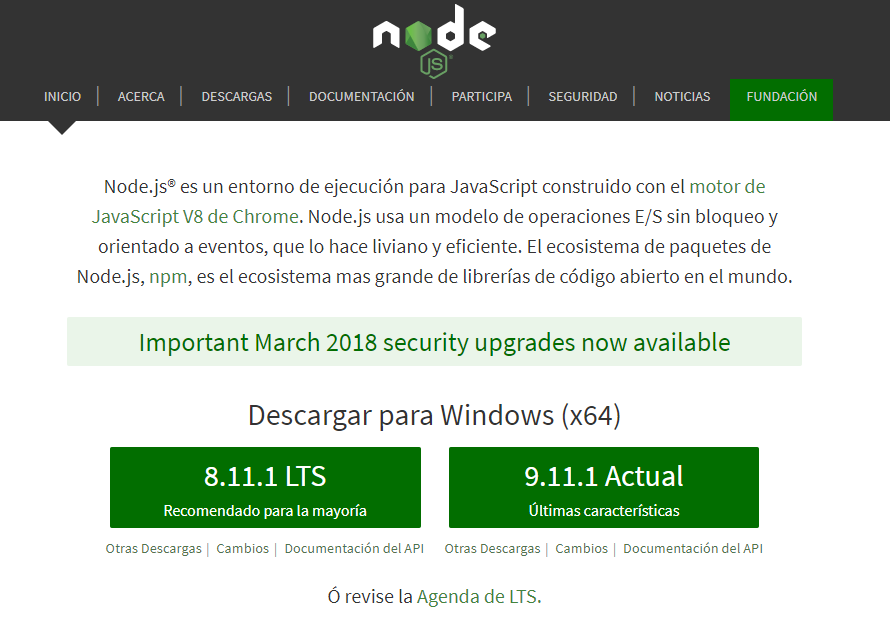 node
JS
INICIO | ACERCA | DESCARGAS | DOCUMENTACIÓN | PARTICIPA | SEGURIDAD | NOTICIAS FUNDACIÓN
Node.js® es un entorno de ejecución para JavaScript construido con el motor de
JavaScript V8 de Chrome. Node.js usa un modelo de operaciones E/S sin bloqueo y
orientado a eventos, que lo hace liviano y eficiente. El ecosistema de paquetes de
Node.js, npm, es el ecosistema mas grande de librerías de código abierto en el mundo.
Important March 2018 security upgrades now available
Descargar para Windows (x64)
8.11.1 LTS
Recomendado para la mayoría
9.11.1 Actual
Últimas características
Otras Descargas | Cambios | Documentación del API
Otras Descargas | Cambios | Documentación del API
Ó revise la Agenda de LTS.